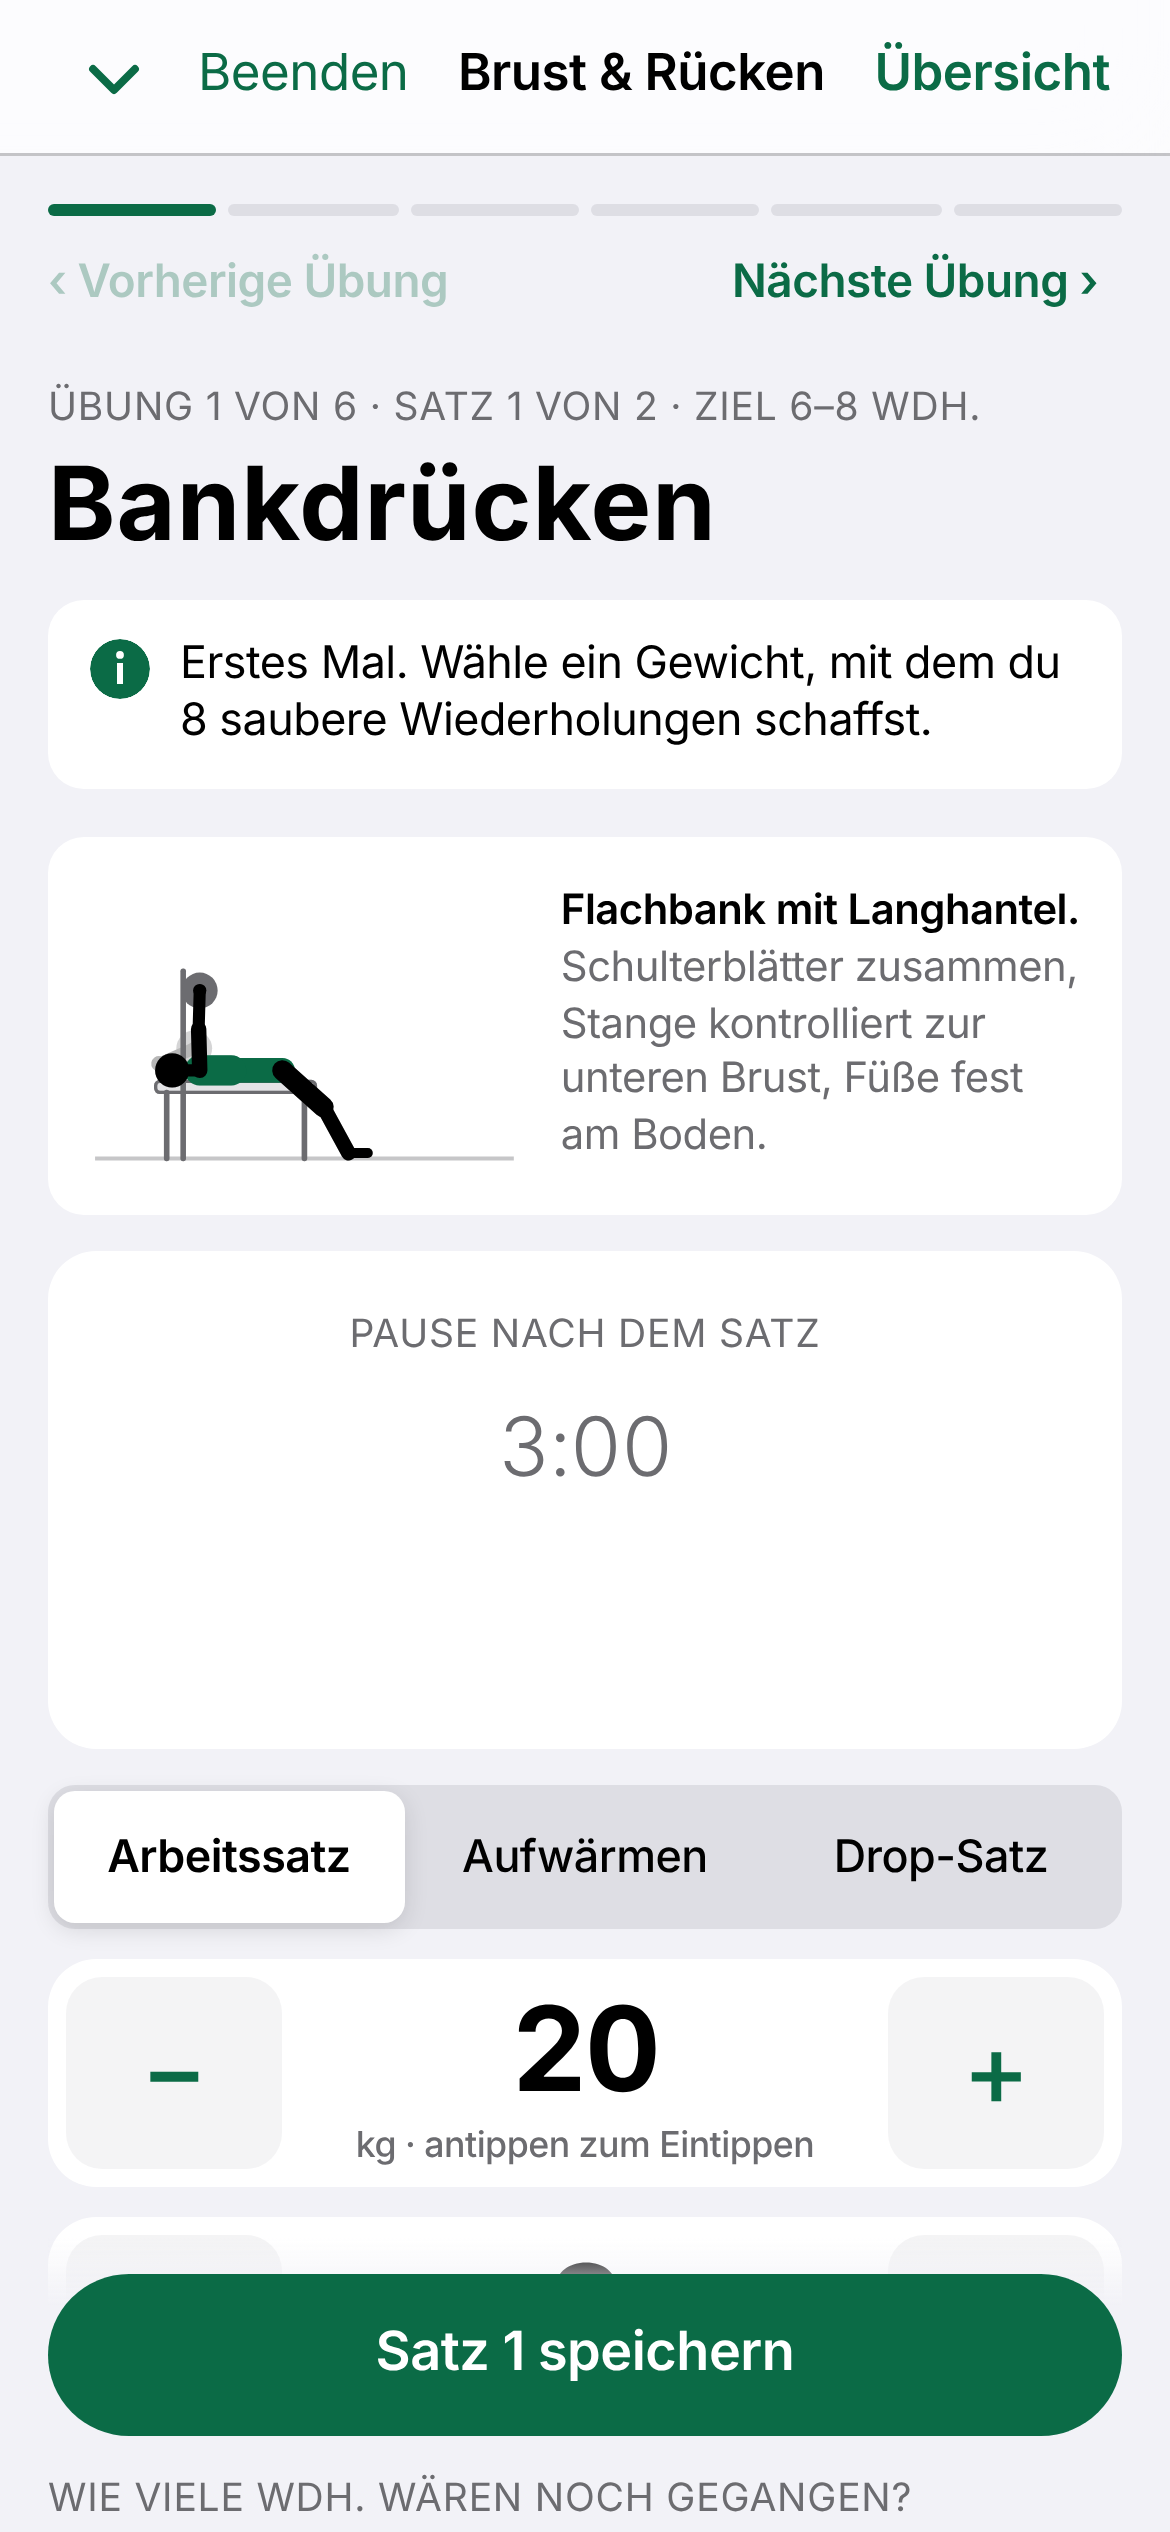 Beenden Brust & Rücken Übersicht
‹ Vorherige Übung Nächste Übung ›
ÜBUNG 1 VON 6 · SATZ 1 VON 2 · ZIEL 6–8 WDH.
Bankdrücken
Erstes Mal. Wähle ein Gewicht, mit dem du
8 saubere Wiederholungen schaffst.
Flachbank mit Langhantel.
Schulterblätter zusammen,
Stange kontrolliert zur
unteren Brust, Füße fest
am Boden.
PAUSE NACH DEM SATZ
3:00
Arbeitssatz Aufwärmen Drop-Satz
− 20 +
kg · antippen zum Eintippen
Satz 1 speichern
WIE VIELE WDH. WÄREN NOCH GEGANGEN?